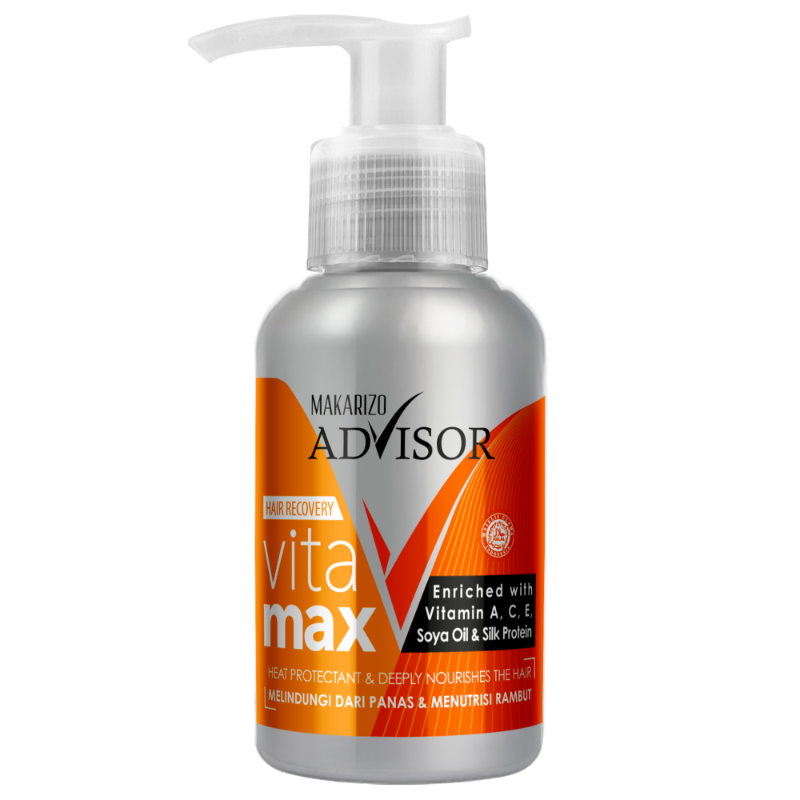 MAKARIZO
ADVISOR
HAIR RECOVERY
vita
max
Enriched with
Vitamin A, C, E,
Soya Oil & Silk Protein
HEAT PROTECTANT & DEEPLY NOURISHES THE HAIR
MELINDUNGI DARI PANAS & MENUTRISI RAMBUT